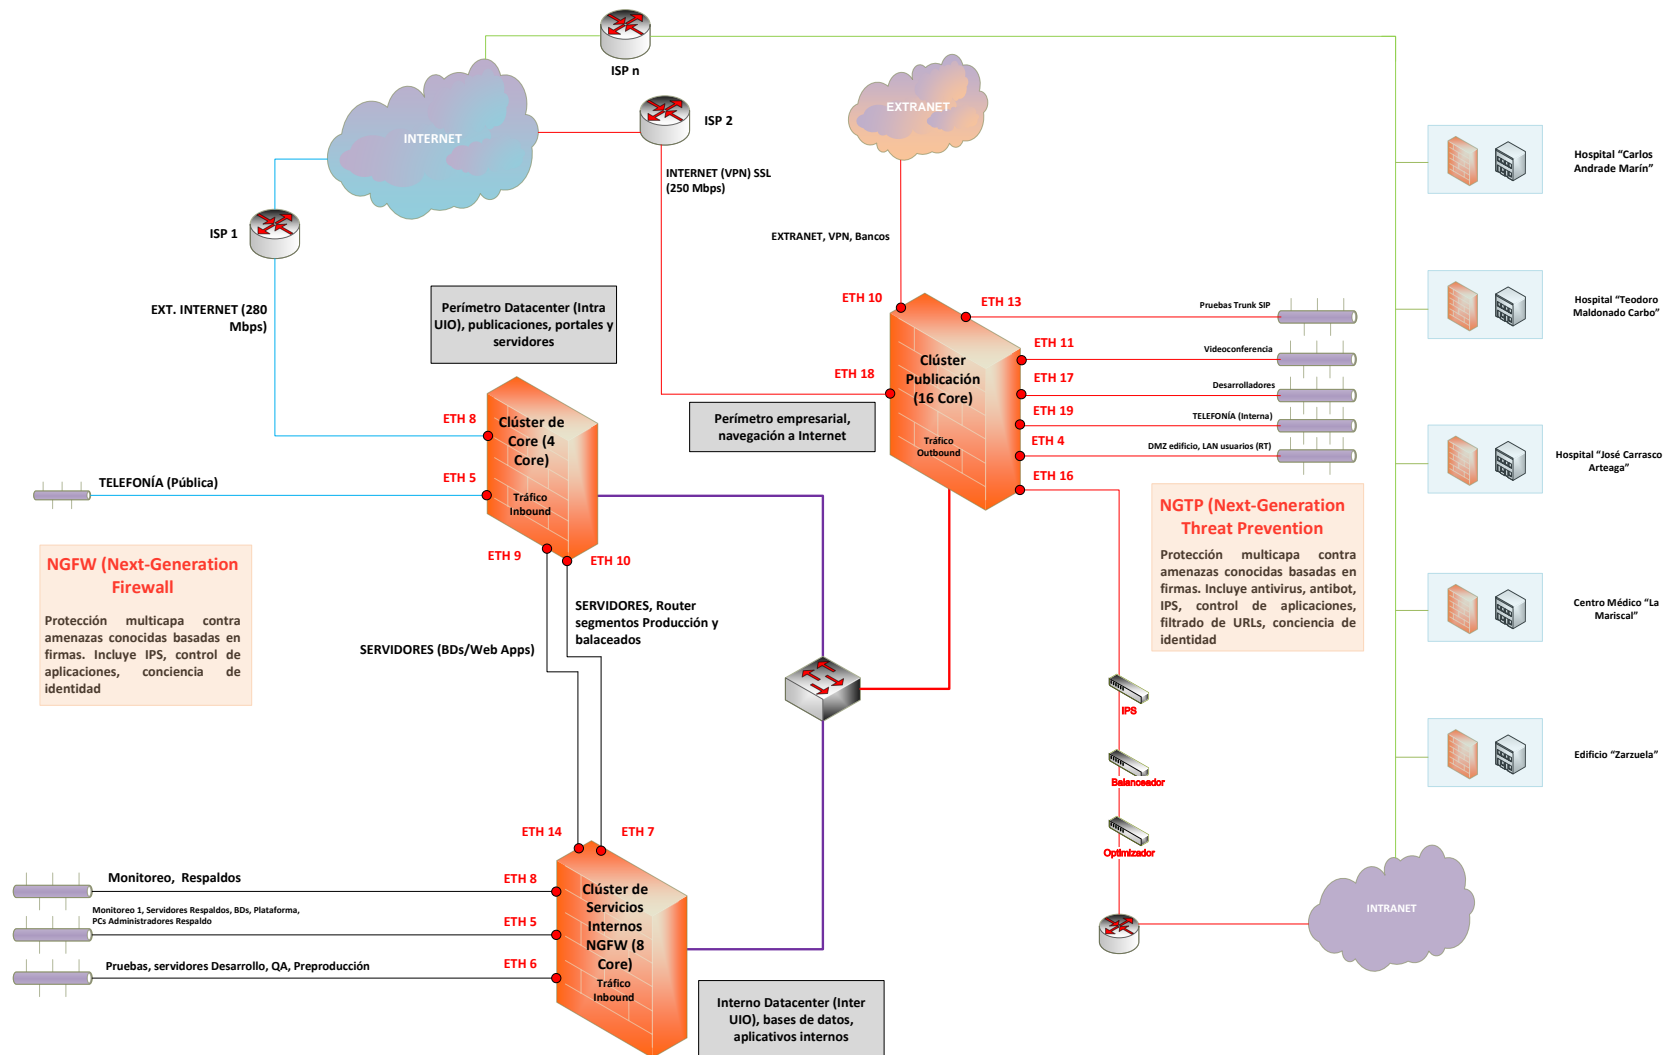 ISP n
ISP 2
INTERNET
EXTRANET
ISP 1
INTERNET (VPN) SSL
(250 Mbps)
EXTRANET, VPN, Bancos
EXT. INTERNET (280
Mbps)
Perímetro Datacenter (Intra
UIO), publicaciones, portales y
servidores
ETH 10
ETH 13
Pruebas Trunk SIP
ETH 11
Videoconferencia
Clúster
Publicación
(16 Core)
Tráfico
Outbound
ETH 18
ETH 17
Desarrolladores
ETH 19
TELEFONÍA (Interna)
ETH 4
DMZ edificio, LAN usuarios (RT)
ETH 16
Perímetro empresarial,
navegación a Internet
ETH 8
Clúster de
Core (4
Core)
Tráfico
Inbound
ETH 5
TELEFONÍA (Pública)
ETH 9
ETH 10
NGFW (Next-Generation
Firewall
Protección multicapa contra
amenazas conocidas basadas en
firmas. Incluye IPS, control de
aplicaciones, conciencia de
identidad
NGTP (Next-Generation
Threat Prevention
Protección multicapa contra
amenazas conocidas basadas en
firmas. Incluye antivirus, antibot,
IPS, control de aplicaciones,
filtrado de URLs, conciencia de
identidad
SERVIDORES, Router
segmentos Producción y
balaceados
SERVIDORES (BDs/Web Apps)
IPS
Balanceador
Optimizador
ETH 14
ETH 7
Monitoreo, Respaldos
ETH 8
Monitoreo 1, Servidores Respaldos, BDs, Plataforma,
PCs Administradores Respaldo
ETH 5
Pruebas, servidores Desarrollo, QA, Preproducción
ETH 6
Clúster de
Servicios
Internos
NGFW (8
Core)
Tráfico
Inbound
Interno Datacenter (Inter
UIO), bases de datos,
aplicativos internos
INTRANET
Hospital “Carlos
Andrade Marín”
Hospital “Teodoro
Maldonado Carbo”
Hospital “José Carrasco
Arteaga”
Centro Médico “La
Mariscal”
Edificio “Zarzuela”